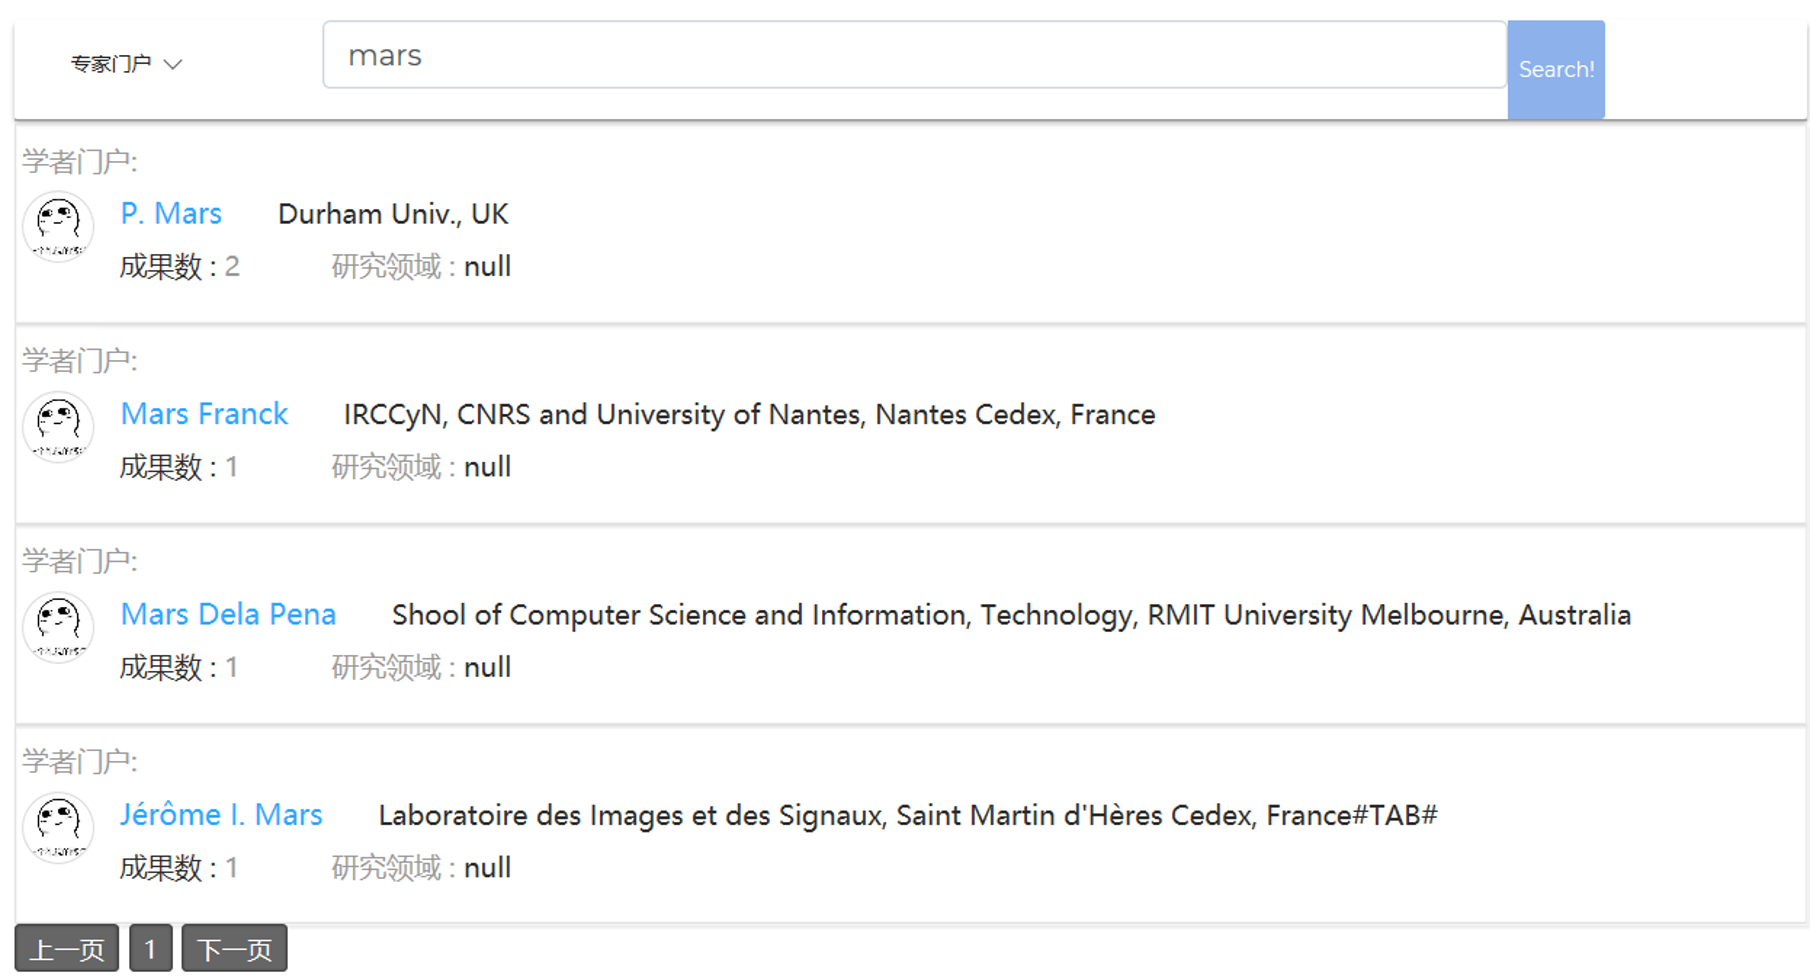 专家门户
mars
Search!
学者门户:
P. Mars Durham Univ., UK
成果数 : 2 研究领域 : null
学者门户:
Mars Franck IRCCyN, CNRS and University of Nantes, Nantes Cedex, France
成果数 : 1 研究领域 : null
学者门户:
Mars Dela Pena Shool of Computer Science and Information, Technology, RMIT University Melbourne, Australia
成果数 : 1 研究领域 : null
学者门户:
Jérôme I. Mars Laboratoire des Images et des Signaux, Saint Martin d'Hères Cedex, France#TAB#
成果数 : 1 研究领域 : null
上一页 1 下一页